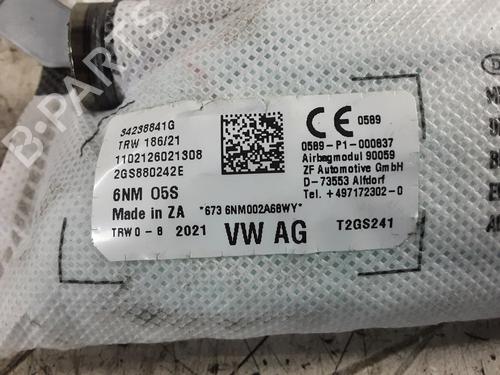 B-Parts
34238841G
TRW 186/21
1102126021308
2GS880242E
6NM 05S
Made in ZA *673 6NM002A68WY*
TRW 0 - 8 2021 VW AG T2GS241
CE 0589
0589-P1-000837
Airbagmodul 90059
ZF Automotive GmbH
D-73553 Alfdorf
Tel. +497172302-0